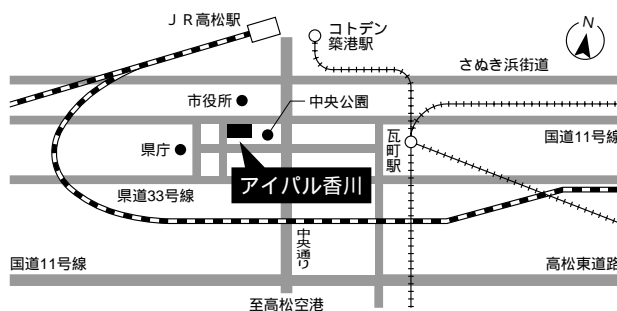 JR高松駅
コトデン
築港駅
N
さぬき浜街道
市役所
中央公園
国道11号線
県庁
瓦町駅
アイパル香川
県道33号線
中央通り
国道11号線
高松東道路
至高松空港